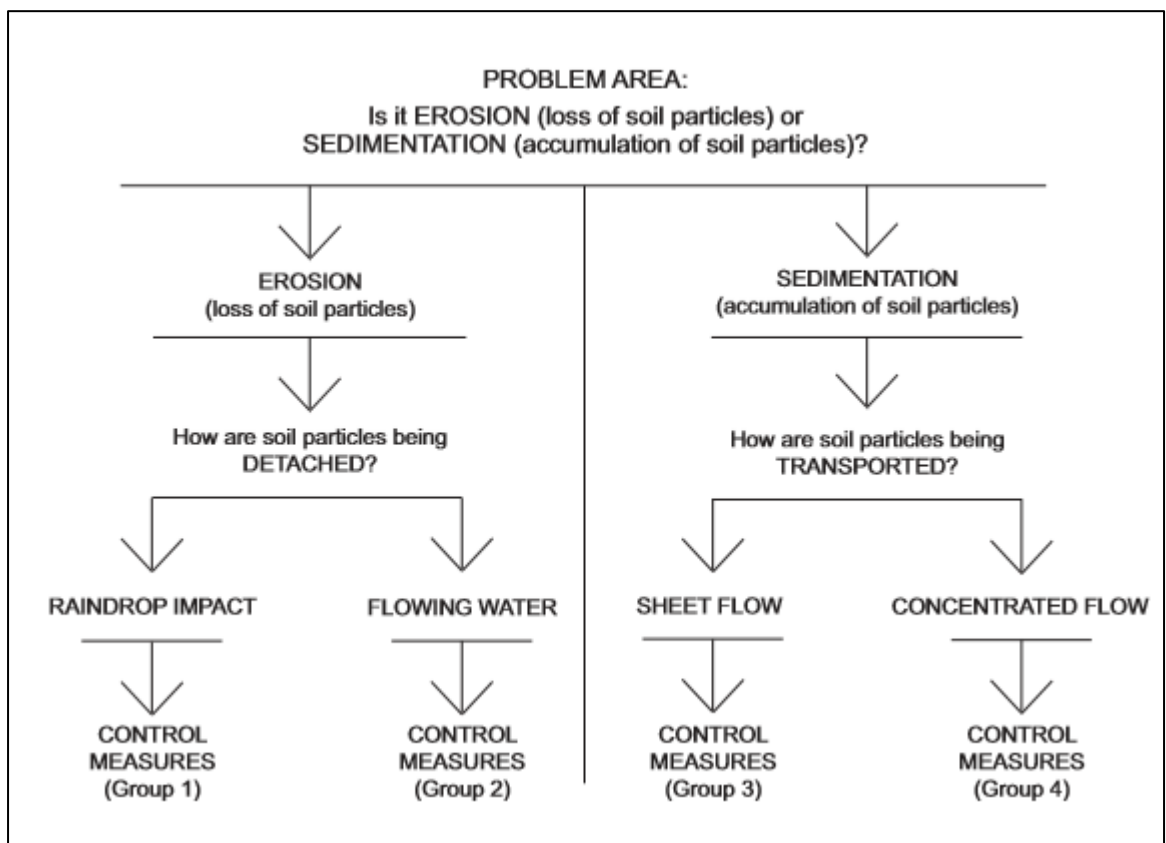 PROBLEM AREA:
Is it EROSION (loss of soil particles) or
SEDIMENTATION (accumulation of soil particles)?
EROSION
(loss of soil particles)
SEDIMENTATION
(accumulation of soil particles)
How are soil particles being
DETACHED?
How are soil particles being
TRANSPORTED?
RAINDROP IMPACT
FLOWING WATER
SHEET FLOW
CONCENTRATED FLOW
CONTROL
MEASURES
(Group 1)
CONTROL
MEASURES
(Group 2)
CONTROL
MEASURES
(Group 3)
CONTROL
MEASURES
(Group 4)